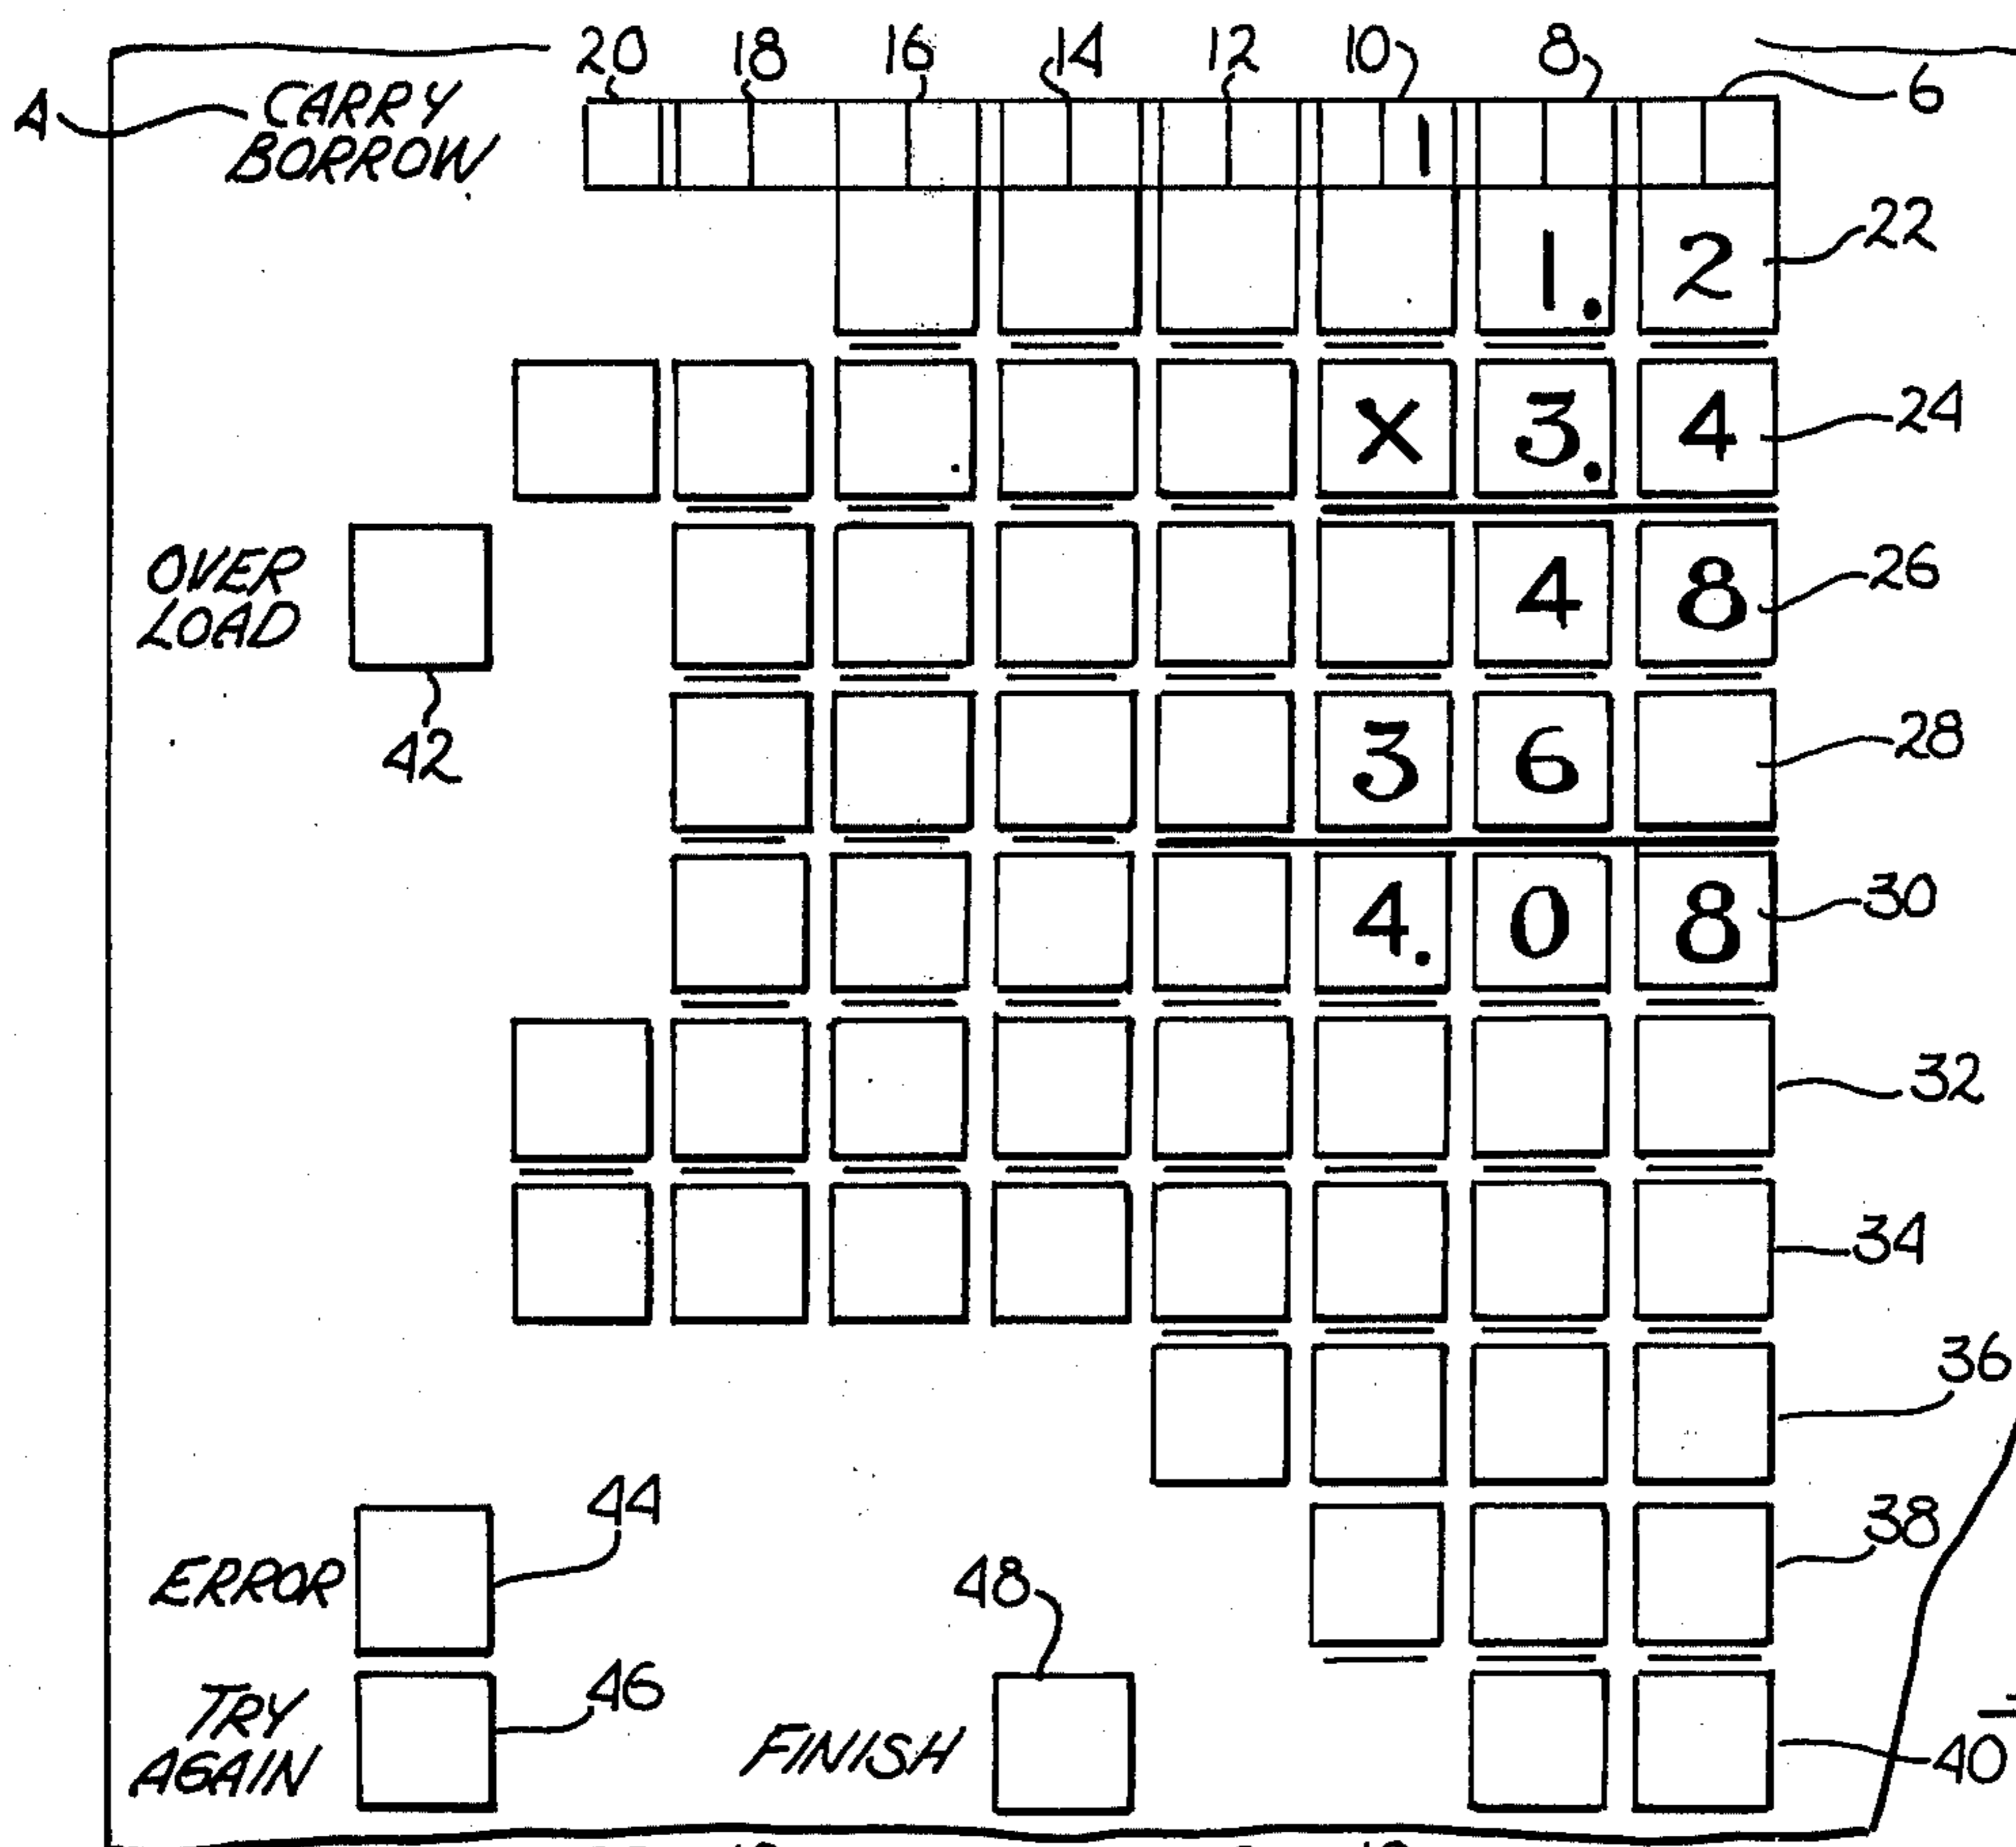 20 18 16 14 12 10 8
4 CARRY 6
BORROW 1
1. 2 22
× 3. 4 24
OVER 4 8 26
LOAD
42 3 6 28
4. 0 8 30
32
34
36
44 38
ERROR 48
TRY 46
AGAIN FINISH 40